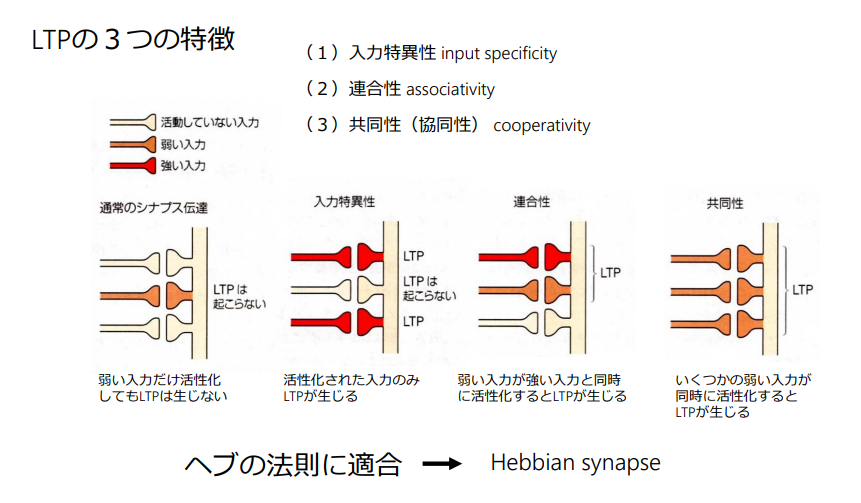 LTPの３つの特徴
（１）入力特異性 input specificity
（２）連合性 associativity
（３）共同性（協同性） cooperativity
活動していない入力
弱い入力
強い入力
通常のシナプス伝達
LTPは
起こらない
弱い入力だけ活性化
してもLTPは生じない
入力特異性
LTP
LTPは
起こらない
LTP
活性化された入力のみ
LTPが生じる
連合性
LTP
弱い入力が強い入力と同時
に活性化するとLTPが生じる
共同性
LTP
いくつかの弱い入力が
同時に活性化すると
LTPが生じる
ヘブの法則に適合 → Hebbian synapse